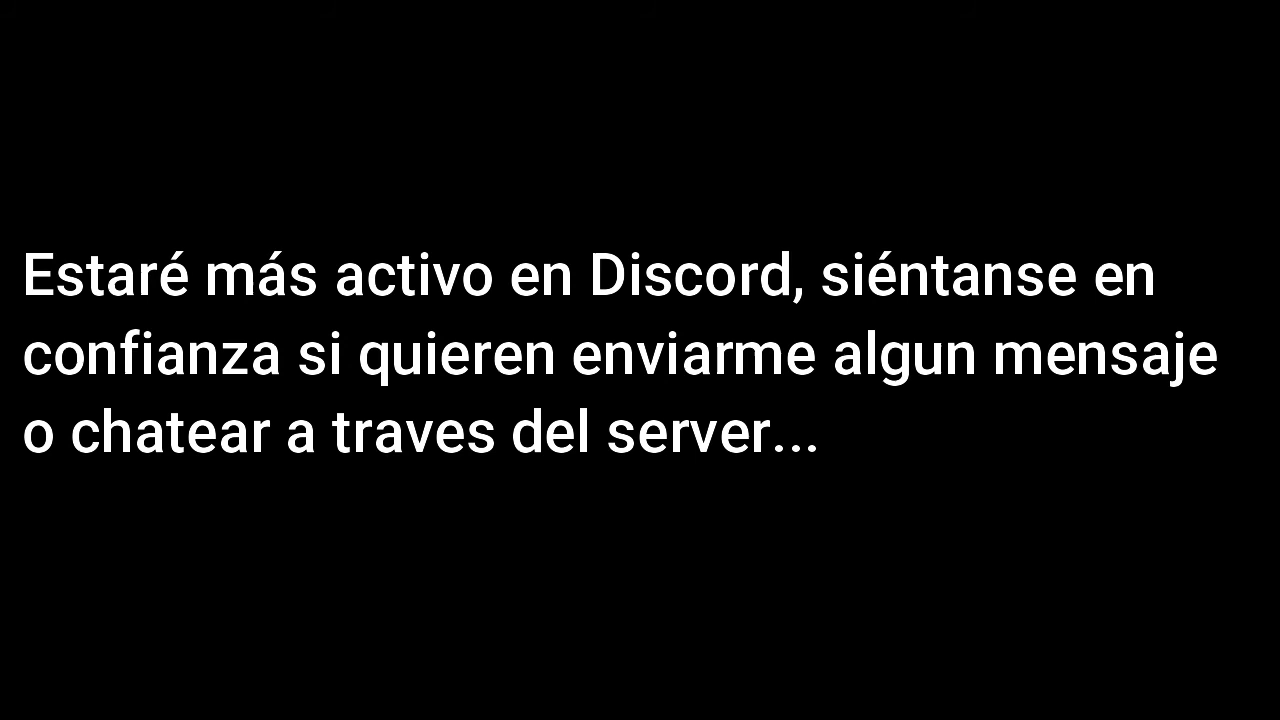 Estaré más activo en Discord, siéntanse en
confianza si quieren enviarme algun mensaje
o chatear a traves del server...